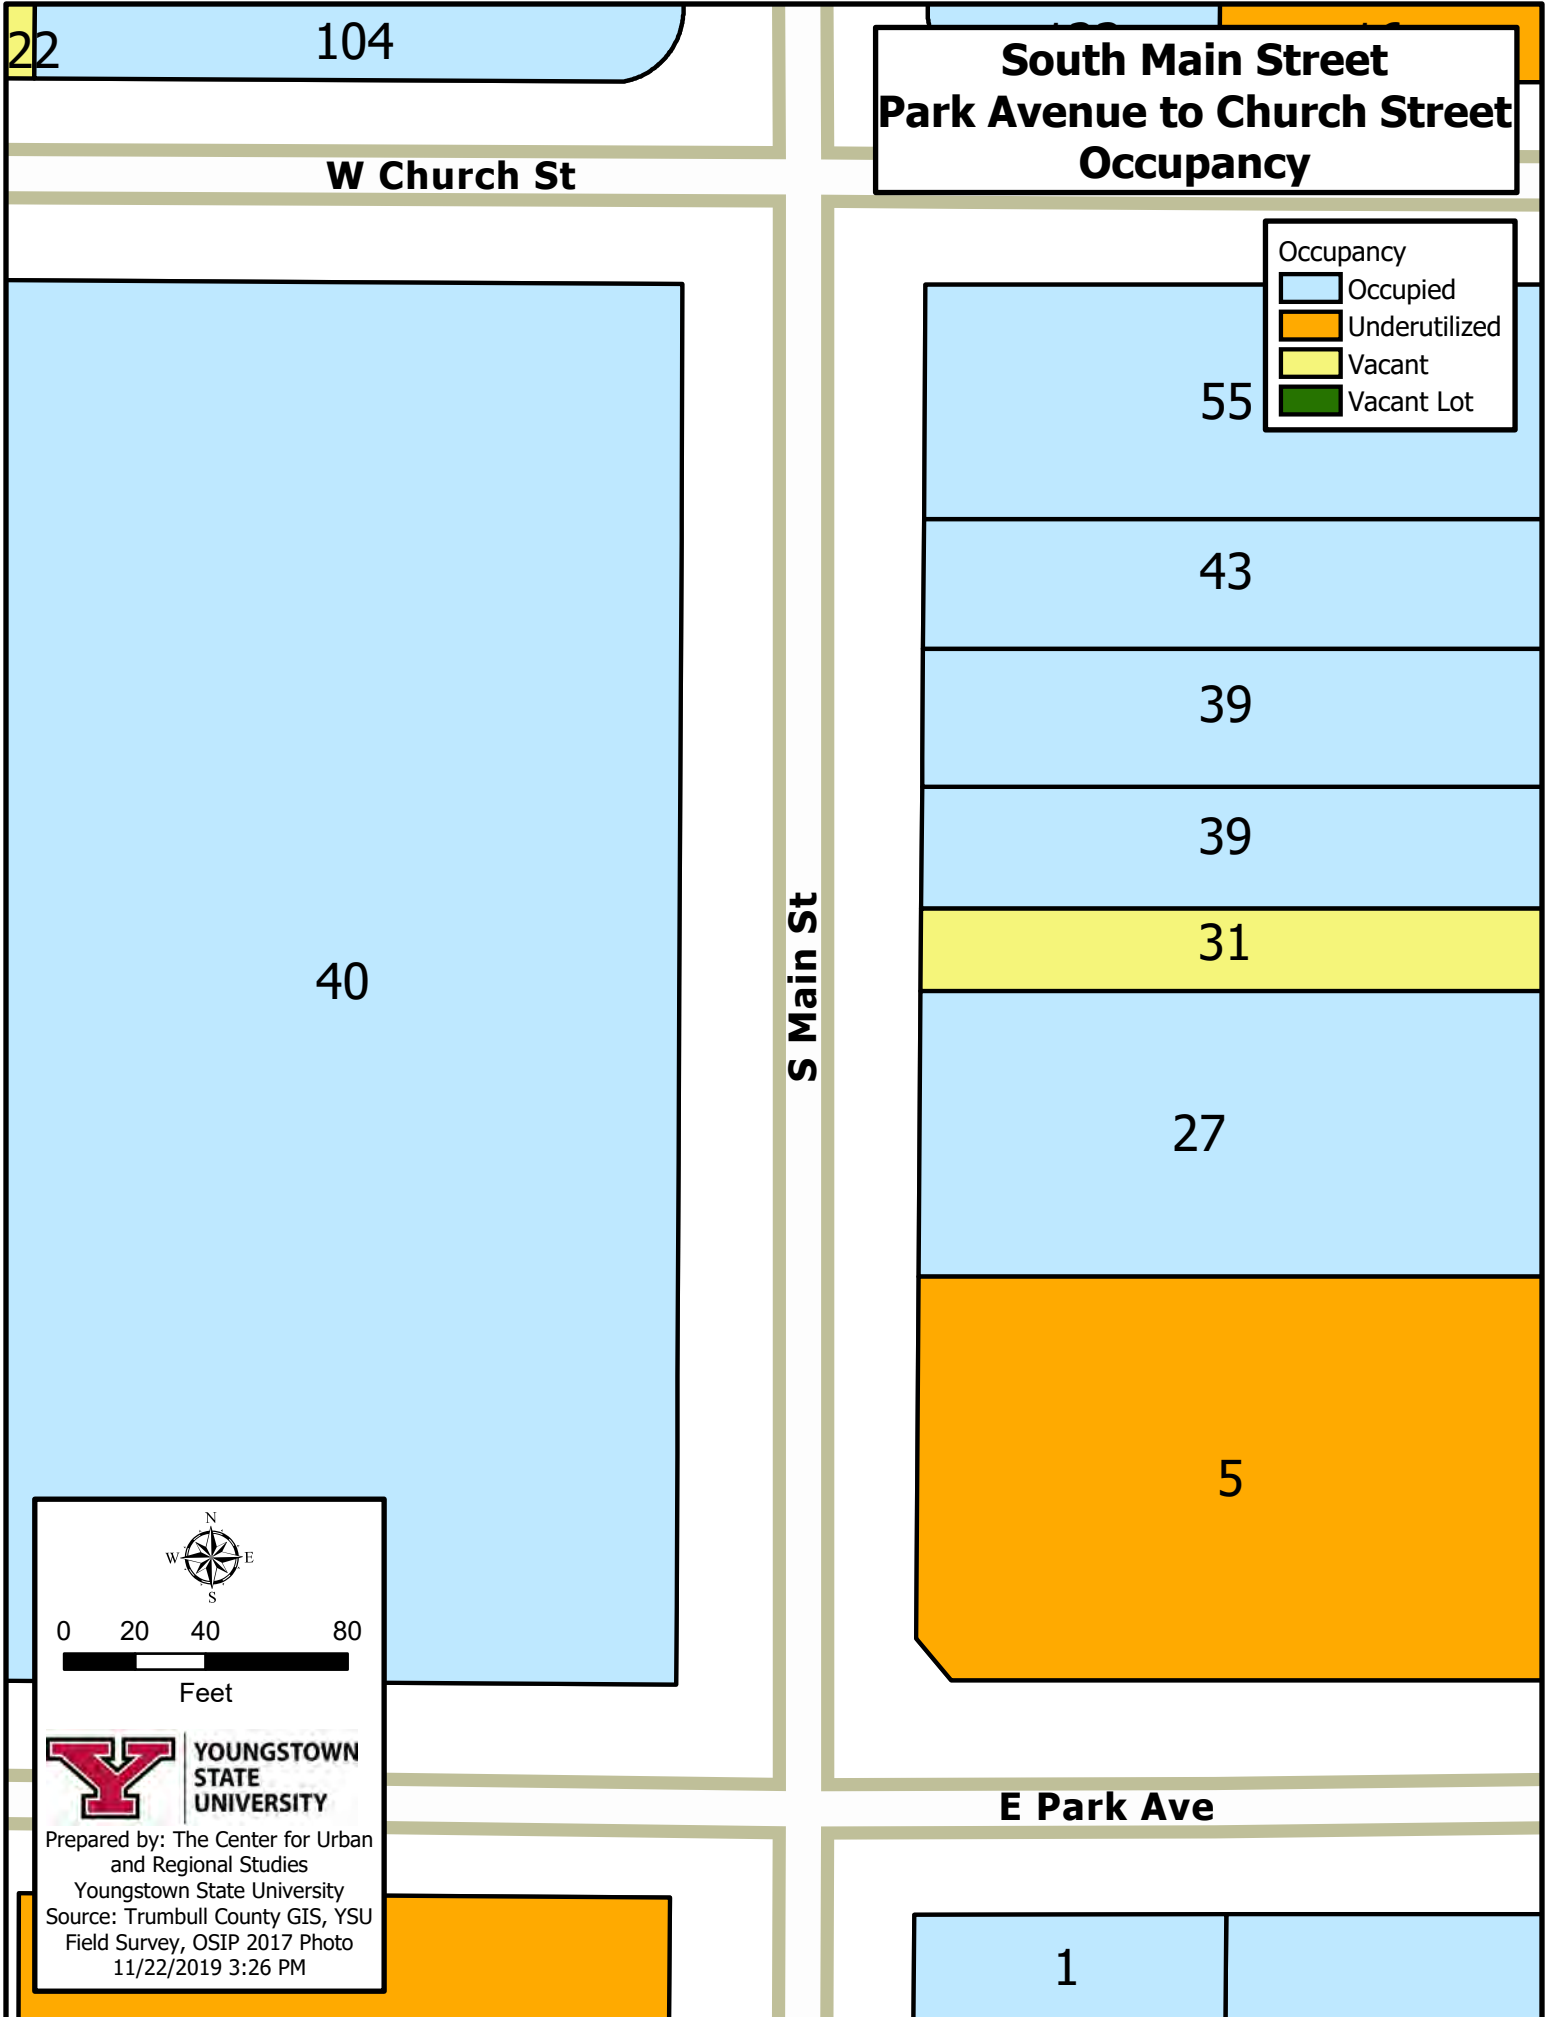 22
104
South Main Street
Park Avenue to Church Street
Occupancy
W Church St
Occupancy
Occupied
Underutilized
Vacant
Vacant Lot
55
43
39
39
31
27
5
40
S Main St
N
W E
S
0 20 40 80
Feet
YOUNGSTOWN
STATE
UNIVERSITY
Prepared by: The Center for Urban
and Regional Studies
Youngstown State University
Source: Trumbull County GIS, YSU
Field Survey, OSIP 2017 Photo
11/22/2019 3:26 PM
E Park Ave
1